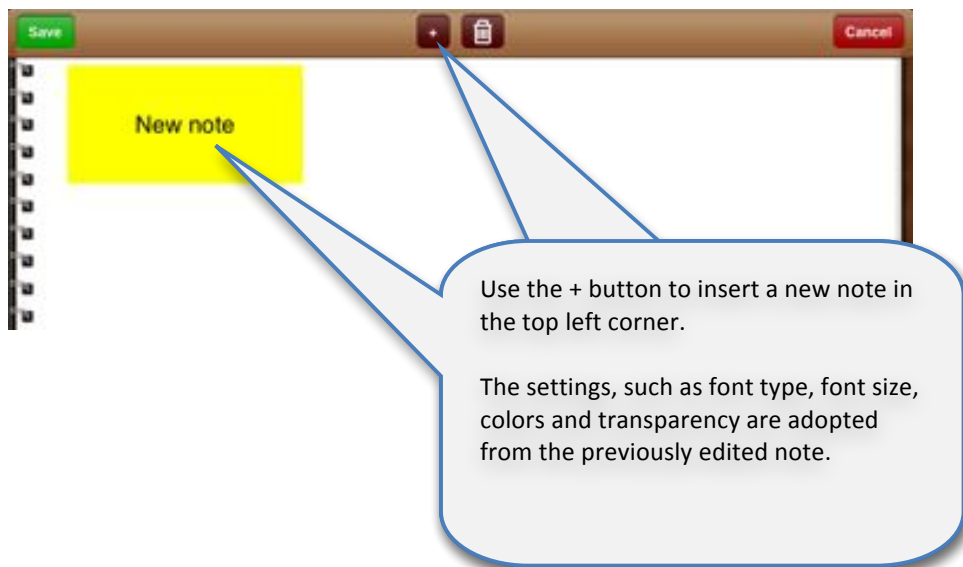 Save + Cancel
New note
Use the + button to insert a new note in
the top left corner.
The settings, such as font type, font size,
colors and transparency are adopted
from the previously edited note.